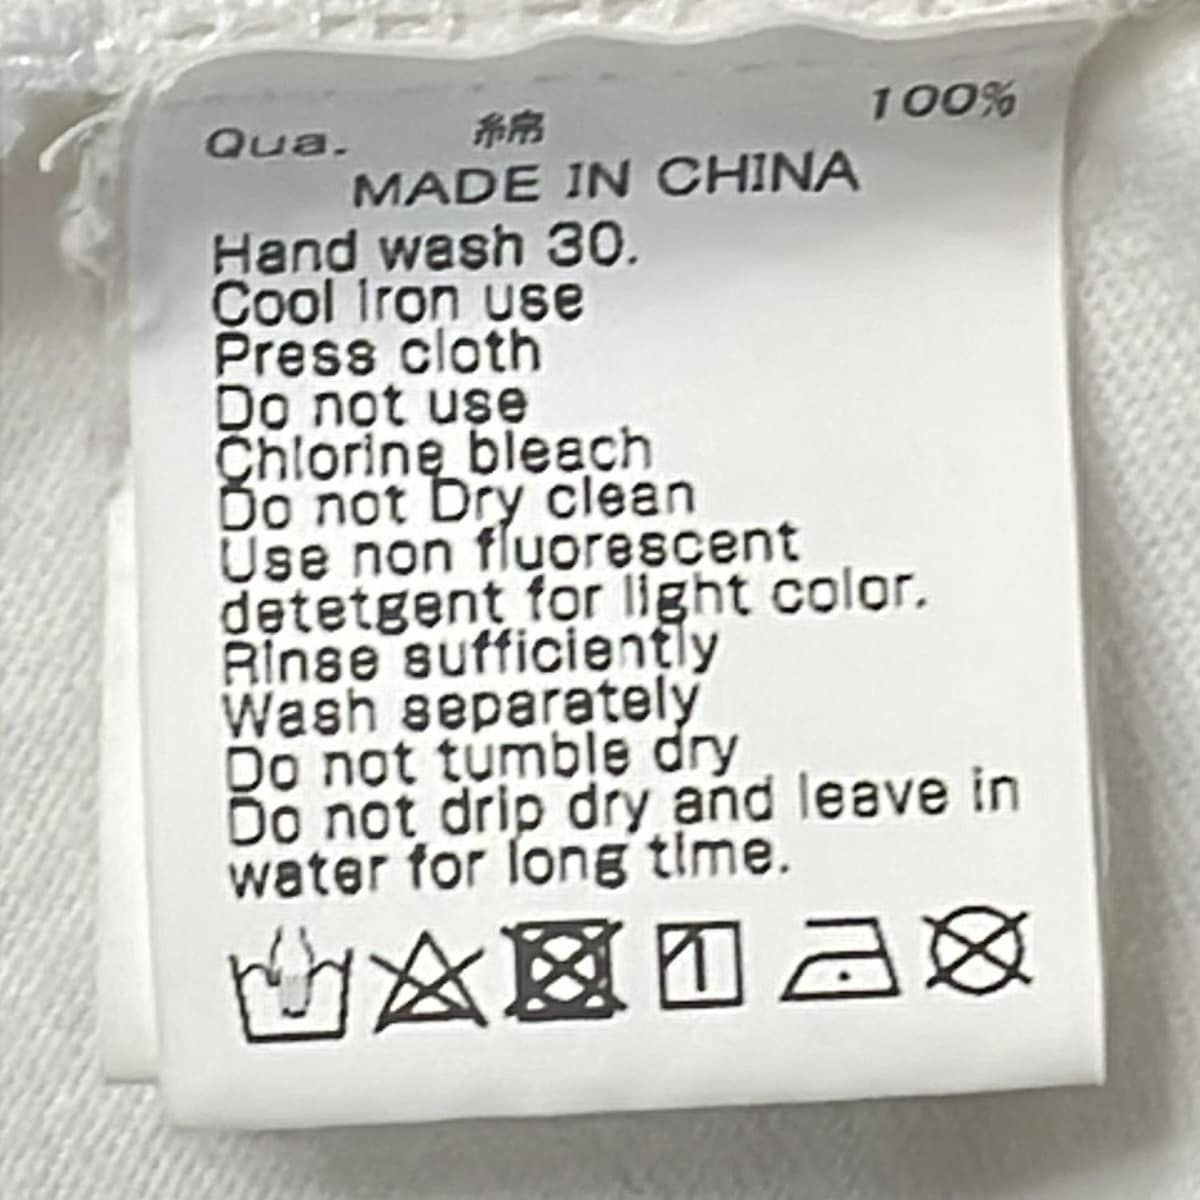 Qua. 綿 100%
MADE IN CHINA
Hand wash 30.
Cool iron use
Press cloth
Do not use
Chlorine bleach
Do not Dry clean
Use non fluorescent
detetgent for light color.
Rinse sufficiently
Wash separately
Do not tumble dry
Do not drip dry and leave in
water for long time.